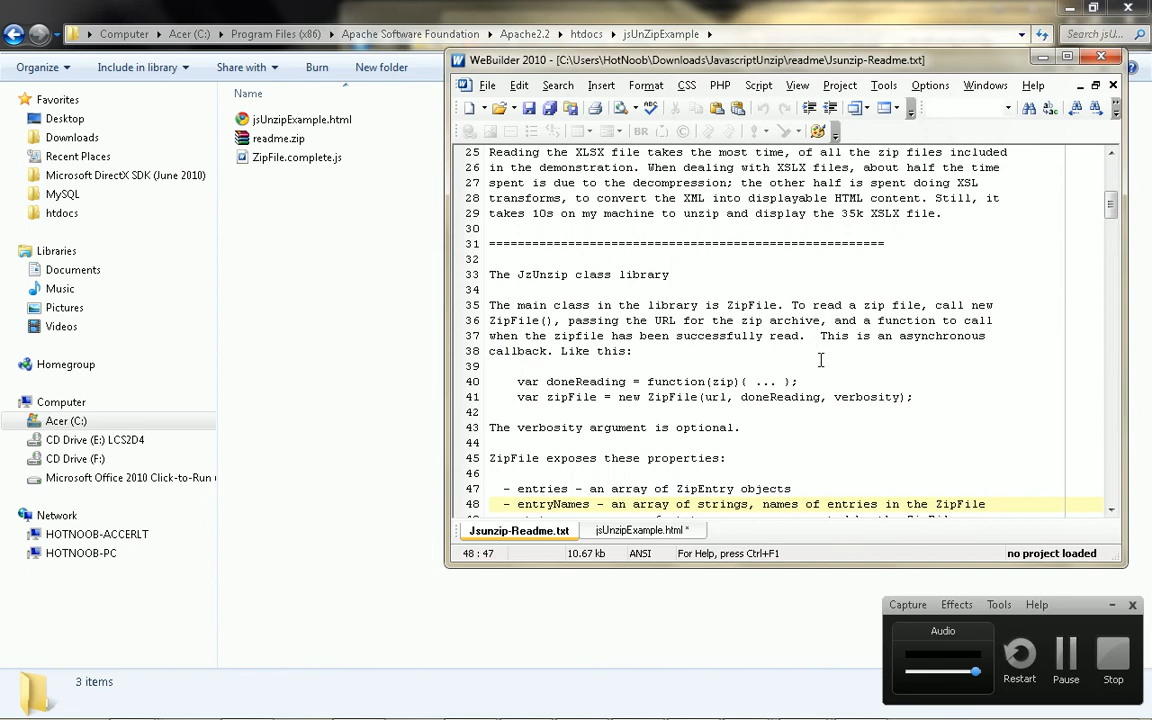 Computer ▸ Acer (C:) ▸ Program Files (x86) ▸ Apache Software Foundation ▸ Apache2.2 ▸ htdocs ▸ jsUnZipExample ▸
Search jsU...
Organize ▾ Include in library ▾ Share with ▾ Burn New folder
Favorites
Desktop
Downloads
Recent Places
Microsoft DirectX SDK (June 2010)
MySQL
htdocs
Libraries
Documents
Music
Pictures
Videos
Homegroup
Computer
Acer (C:)
CD Drive (E:) LCS2D4
CD Drive (F:)
Microsoft Office 2010 Click-to-Run
Network
HOTNOOB-ACCERLT
HOTNOOB-PC
Name
jsUnzipExample.html
readme.zip
ZipFile.complete.js
3 items
WeBuilder 2010 - [C:\Users\HotNoob\Downloads\JavascriptUnzip\readme\Jsunzip-Readme.txt]
File Edit Search Insert Format CSS PHP Script View Project Tools Options Windows Help
25 Reading the XLSX file takes the most time, of all the zip files included
26 in the demonstration. When dealing with XSLX files, about half the time
27 spent is due to the decompression; the other half is spent doing XSL
28 transforms, to convert the XML into displayable HTML content. Still, it
29 takes 10s on my machine to unzip and display the 35k XSLX file.
30
31 =======================================================
32
33 The JzUnzip class library
34
35 The main class in the library is ZipFile. To read a zip file, call new
36 ZipFile(), passing the URL for the zip archive, and a function to call
37 when the zipfile has been successfully read.  This is an asynchronous
38 callback. Like this:
39
40     var doneReading = function(zip){ ... };
41     var zipFile = new ZipFile(url, doneReading, verbosity);
42
43 The verbosity argument is optional.
44
45 ZipFile exposes these properties:
46
47   - entries - an array of ZipEntry objects
48   - entryNames - an array of strings, names of entries in the ZipFile
Jsunzip-Readme.txt jsUnzipExample.html *
48 : 47 10.67 kb ANSI For Help, press Ctrl+F1 no project loaded
Capture Effects Tools Help
Audio
Restart Pause Stop